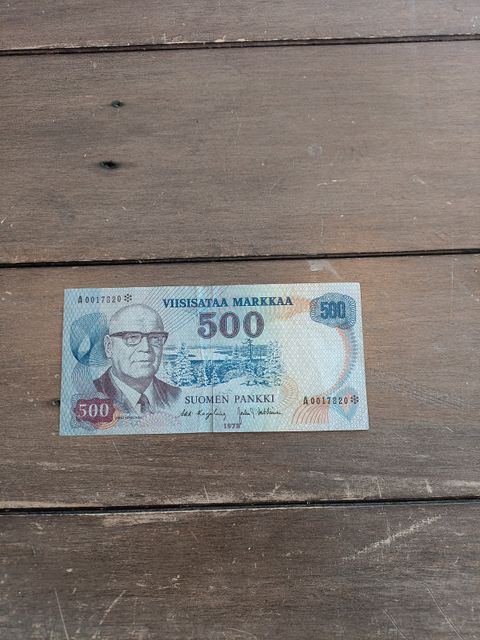 VIISISATAA MARKKAA
A0017820✻
500
500
SUOMEN PANKKI
500
A0017820✻
1975